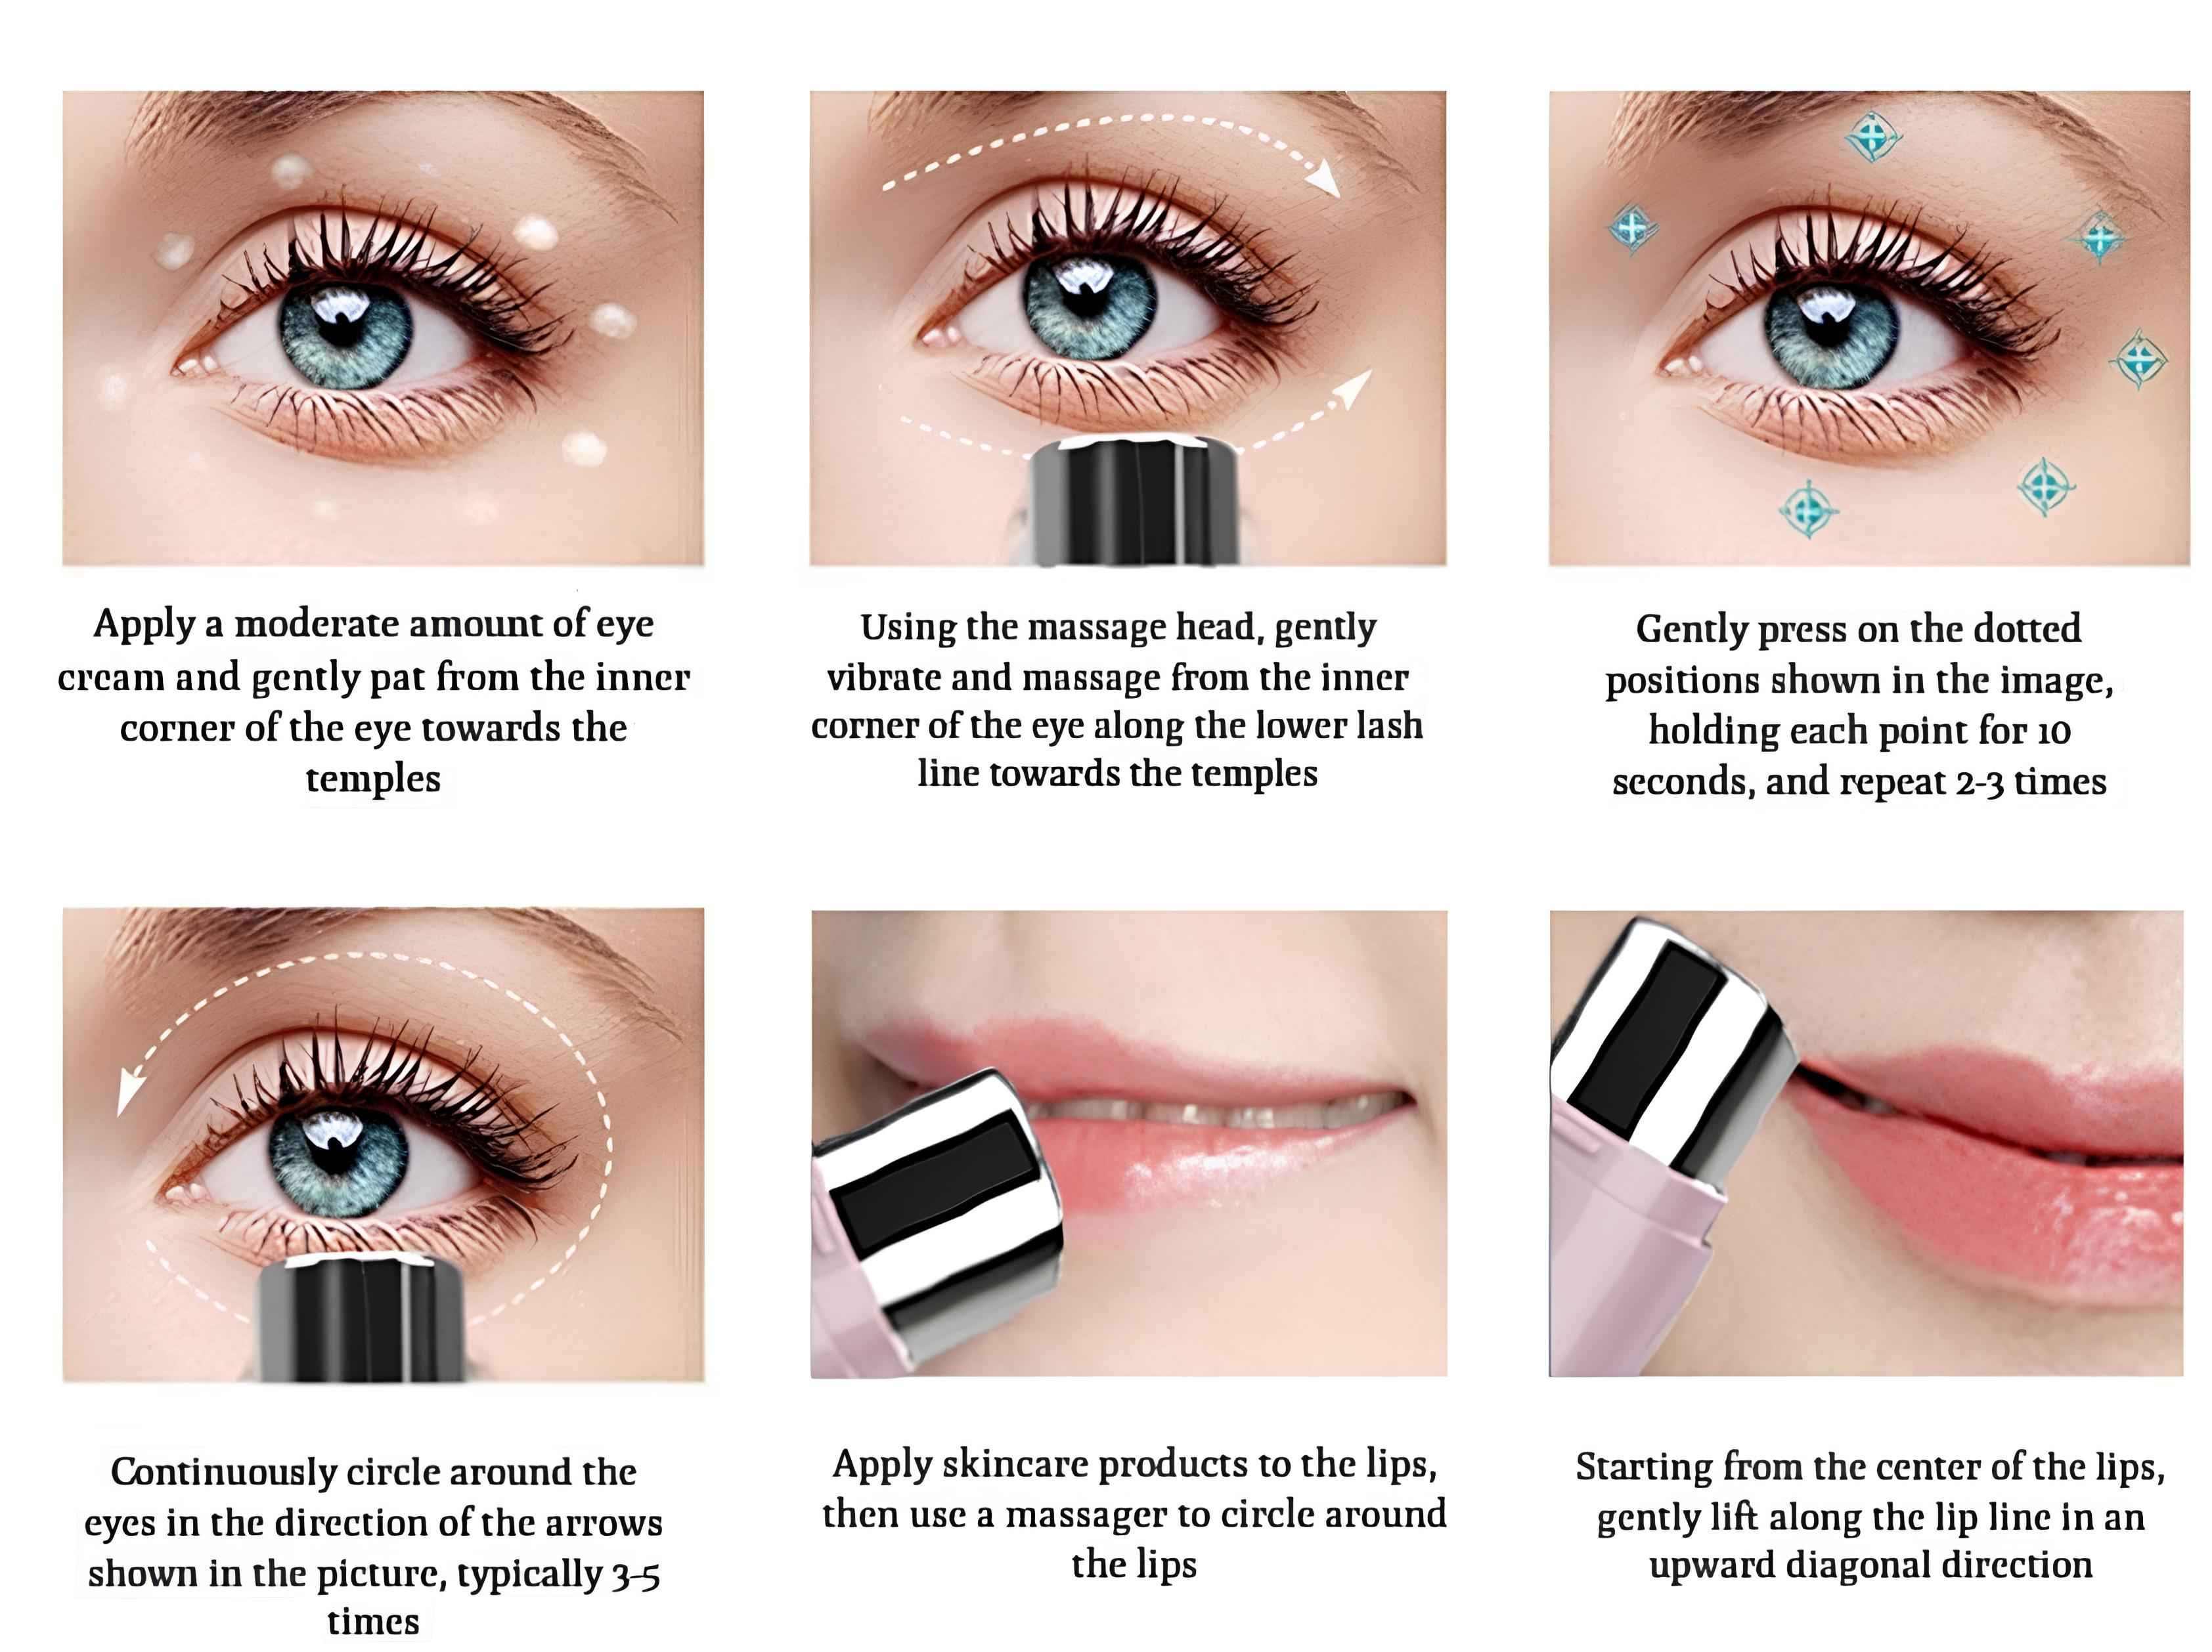 Apply a moderate amount of eye
cream and gently pat from the inner
corner of the eye towards the
temples
Using the massage head, gently
vibrate and massage from the inner
corner of the eye along the lower lash
line towards the temples
Gently press on the dotted
positions shown in the image,
holding each point for 10
seconds, and repeat 2-3 times
Continuously circle around the
eyes in the direction of the arrows
shown in the picture, typically 3-5
times
Apply skincare products to the lips,
then use a massager to circle around
the lips
Starting from the center of the lips,
gently lift along the lip line in an
upward diagonal direction